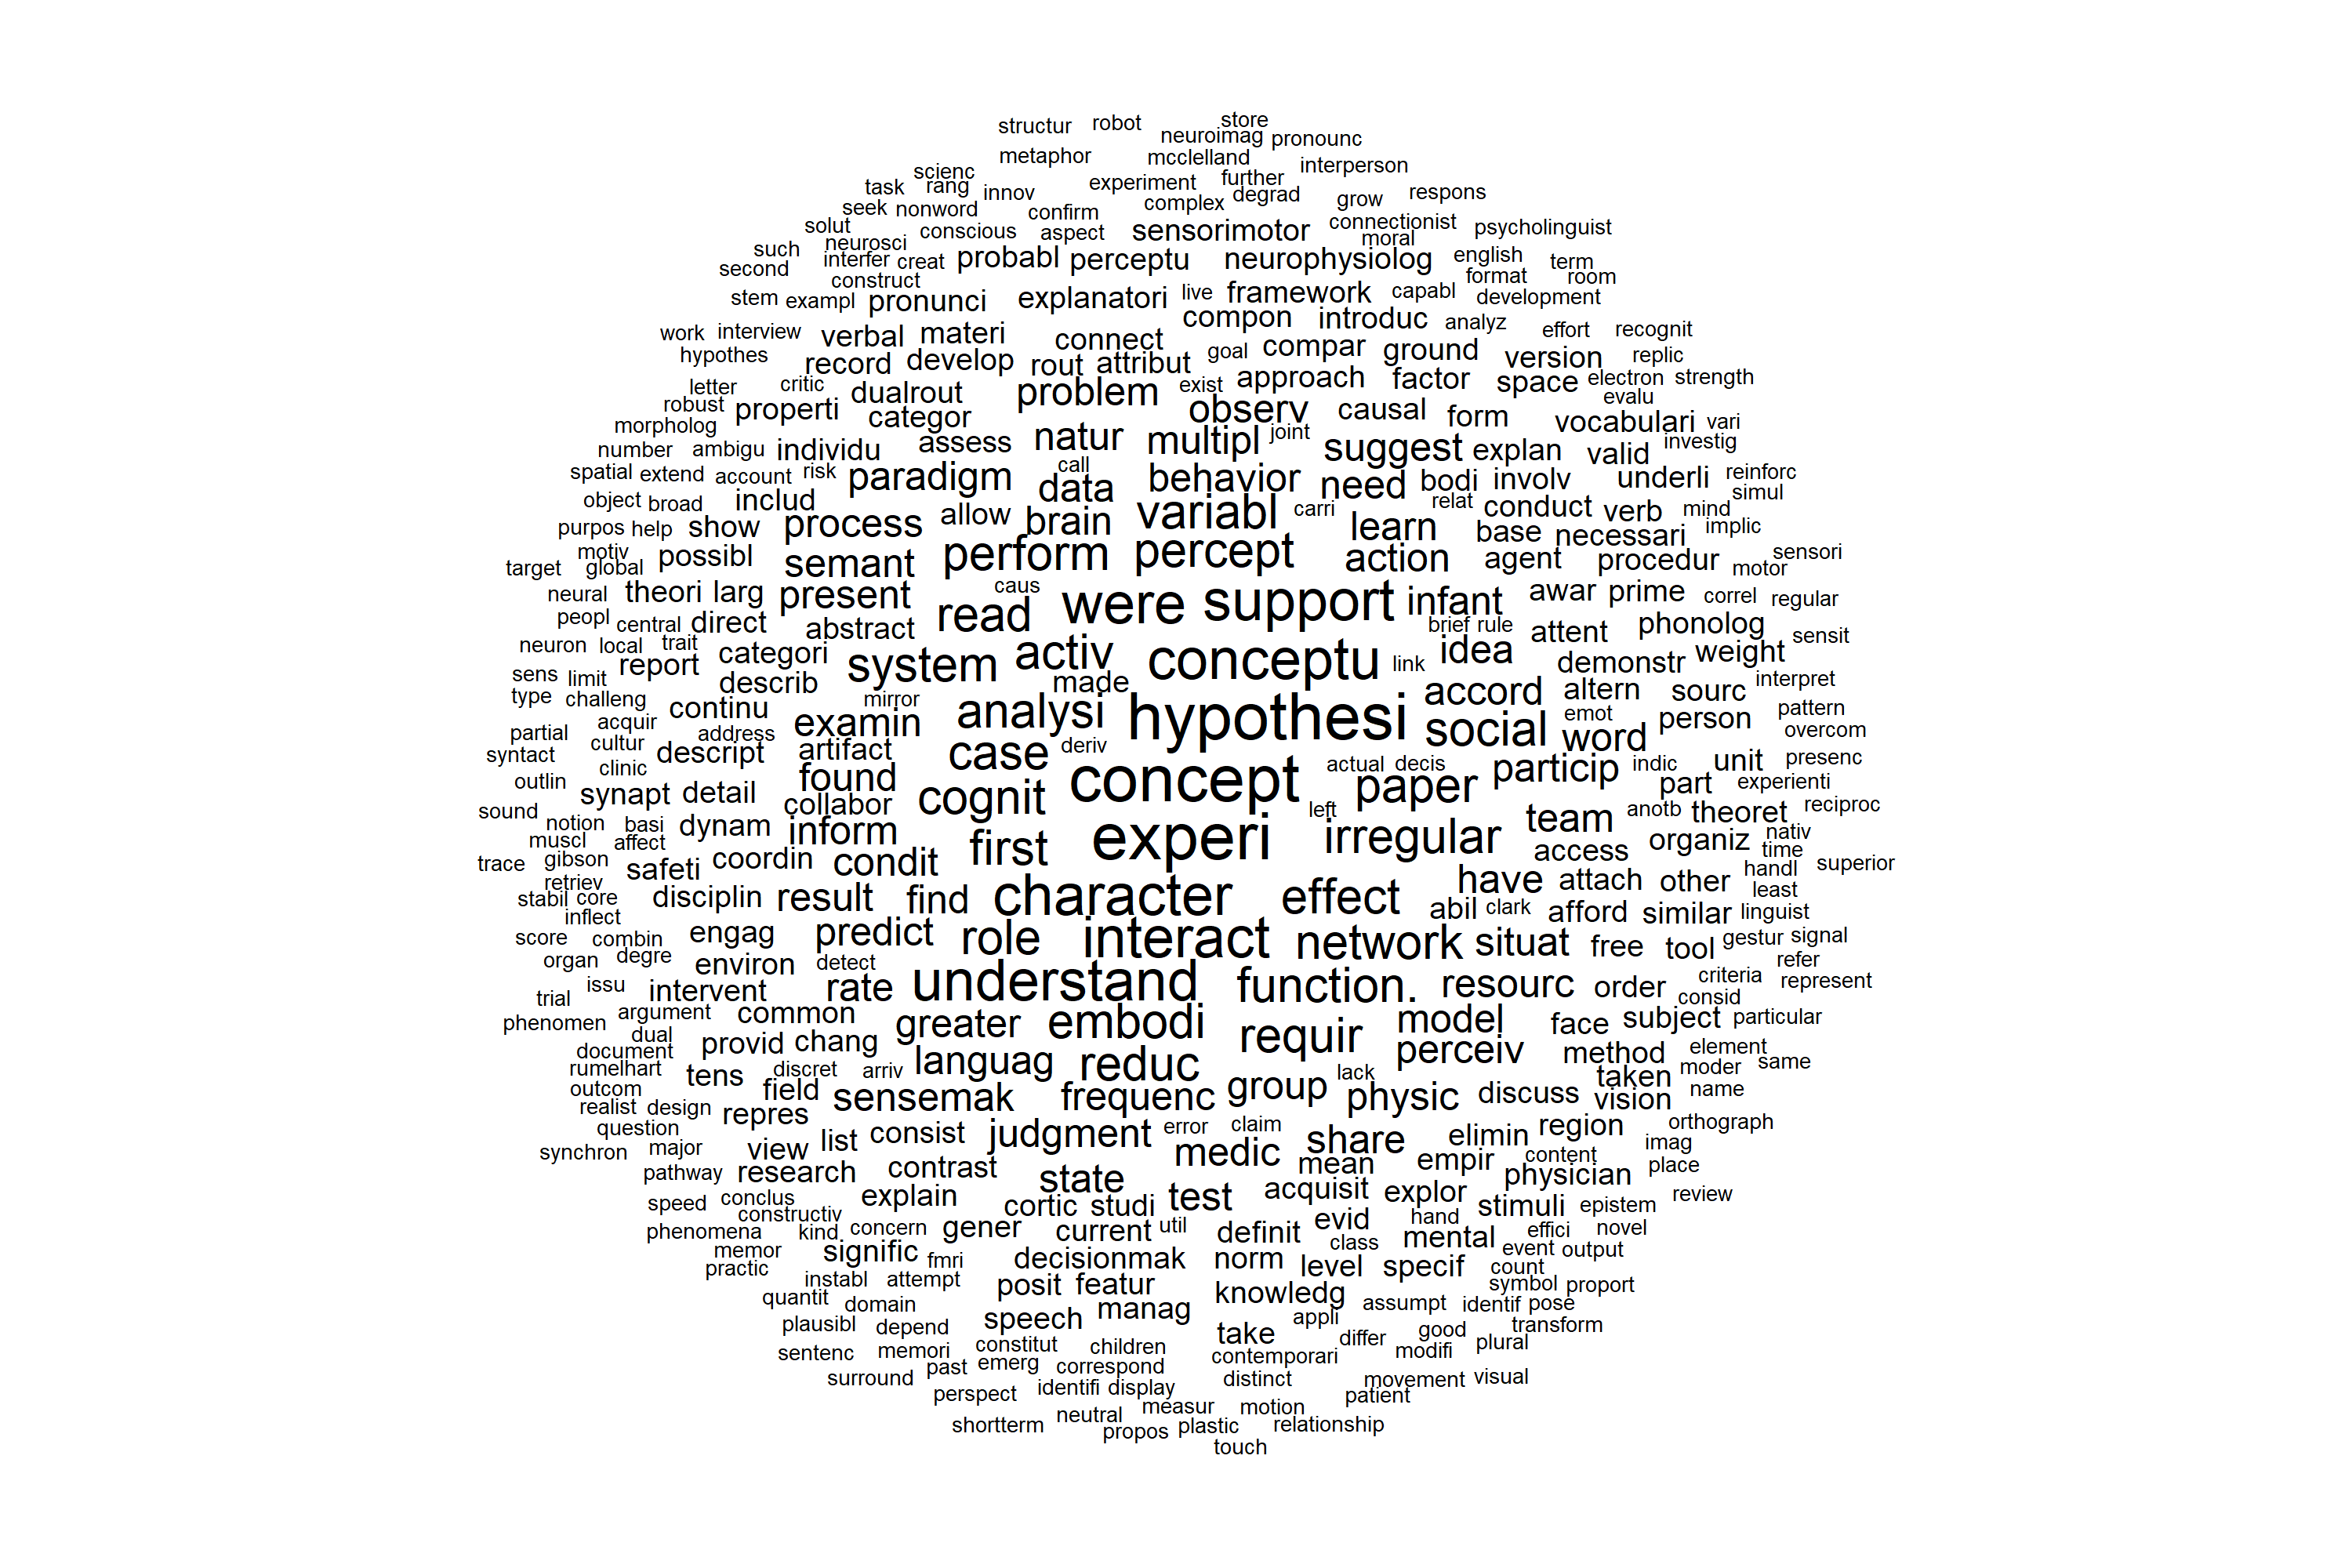 structur robot store
neuroimag pronounc
metaphor mcclelland interperson
scienc
task rang innov experiment further degrad grow respons
seek nonword confirm complex
solut neurosci conscious aspect sensorimotor connectionist moral psycholinguist
such interfer creat probabl perceptu neurophysiolog english term
second construct format room
stem exampl pronunci explanatori live framework capabl development
compon introduc analyz effort recognit
work interview verbal materi connect
hypothes record develop rout attribut goal compar ground version replic
letter critic dualrout problem exist approach factor space electron strength
robust properti categor observ causal form evalu
morpholog vocabulari vari
number ambigu individu assess natur multipl joint suggest explan valid investig
spatial extend account risk paradigm call behavior need bodi involv underli reinforc
object broad includ data relat conduct simul
purpos help show process allow brain variabl carri learn base necessari verb mind implic
motiv possibl semant perform percept action agent procedur sensori
target global motor
neural theori larg present caus were support infant awar prime correl regular
peopl central direct abstract read brief rule attent phonolog sensit
neuron local trait categori system activ conceptu link idea demonstr weight
sens limit report describ made accord altern sourc interpret
type challeng continu mirror analysi hypothesi social emot person pattern
partial acquir address examin word overcom
syntact cultur descript artifact case deriv
outlin clinic found concept actual decis particip indic unit presenc
synapt detail collabor cognit paper part experienti
sound notion basi dynam inform left team anotb theoret reciproc
muscl affect first experi irregular access organiz nativ time
trace gibson safeti coordin condit handl superior
retriev stabil core disciplin result find character effect have attach other least
inflect abil clark afford similar linguist
score combin engag predict role interact network situat free tool gestur signal
organ degre environ detect refer
trial issu intervent rate understand function. resourc order criteria consid represent
phenomen argument common greater embodi requir model face subject particular
dual document provid chang languag reduc perceiv method element
rumelhart tens discret arriv lack taken moder same
outcom field group physic discuss vision name
realist design repres sensemak frequenc
question list consist judgment error claim share elimin region orthograph
synchron major view medic mean empir content imag
pathway research contrast state physician place
speed conclus explain cortic studi test acquisit explor stimuli epistem review
constructiv
phenomena kind concern gener current util definit evid hand mental effici novel
memor signific fmri class event output
practic instabl attempt decisionmak norm level specif count
quantit domain posit featur knowledg assumpt identif symbol proport pose
plausibl depend speech manag appli transform
sentenc memori constitut children take differ good modifi plural
surround past emerg correspond contemporari
perspect identifi display distinct movement visual
shortterm neutral measur motion patient
propos plastic relationship
touch